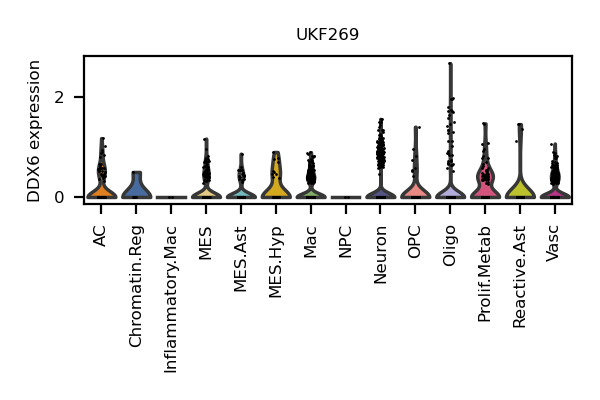 UKF269
DDX6 expression
2
0
AC
Chromatin.Reg
Inflammatory.Mac
MES
MES.Ast
MES.Hyp
Mac
NPC
Neuron
OPC
Oligo
Prolif.Metab
Reactive.Ast
Vasc